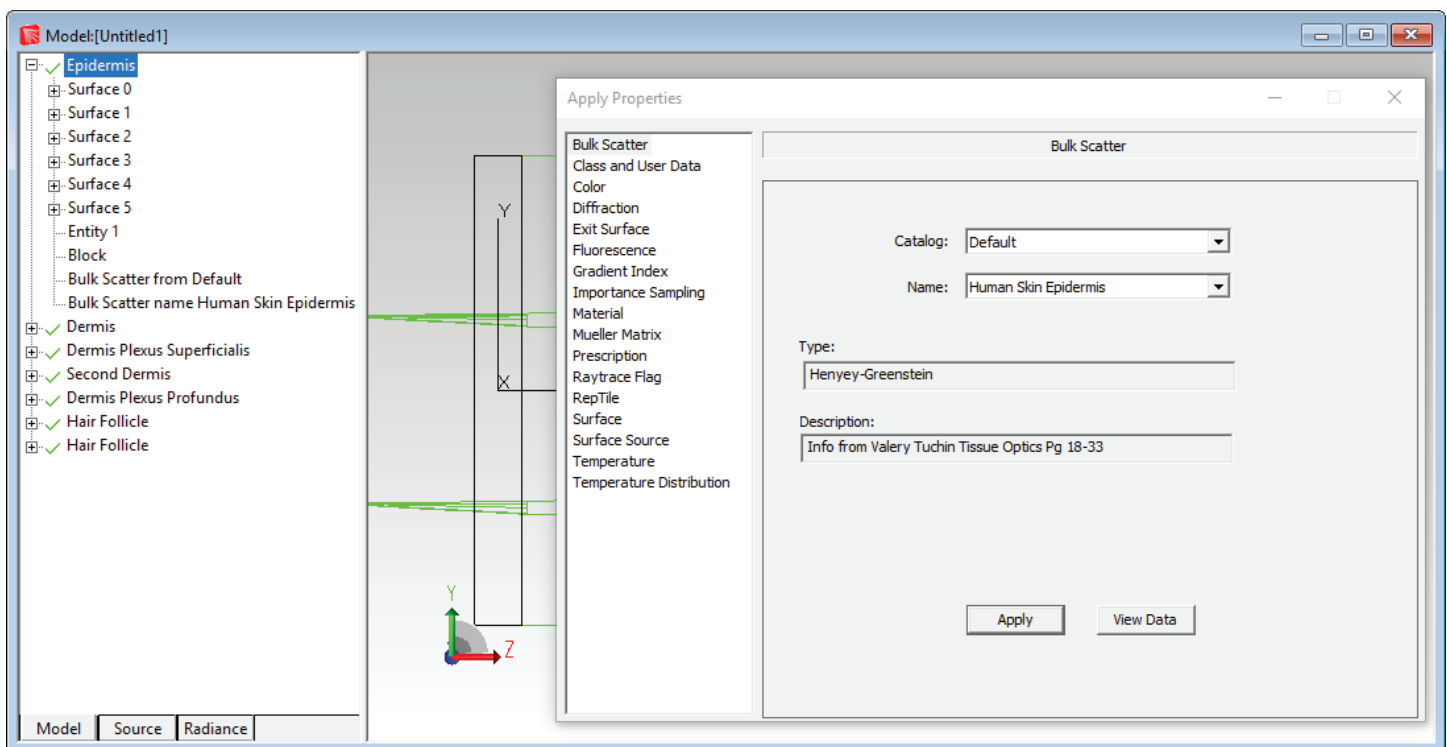 Model:[Untitled1]
Epidermis
Surface 0
Surface 1
Surface 2
Surface 3
Surface 4
Surface 5
Entity 1
Block
Bulk Scatter from Default
Bulk Scatter name Human Skin Epidermis
Dermis
Dermis Plexus Superficialis
Second Dermis
Dermis Plexus Profundus
Hair Follicle
Hair Follicle
Model
Source
Radiance
Y
X
Y
Z
Apply Properties
Bulk Scatter
Class and User Data
Color
Diffraction
Exit Surface
Fluorescence
Gradient Index
Importance Sampling
Material
Mueller Matrix
Prescription
Raytrace Flag
RepTile
Surface
Surface Source
Temperature
Temperature Distribution
Bulk Scatter
Catalog: Default
Name: Human Skin Epidermis
Type:
Henyey-Greenstein
Description:
Info from Valery Tuchin Tissue Optics Pg 18-33
Apply
View Data